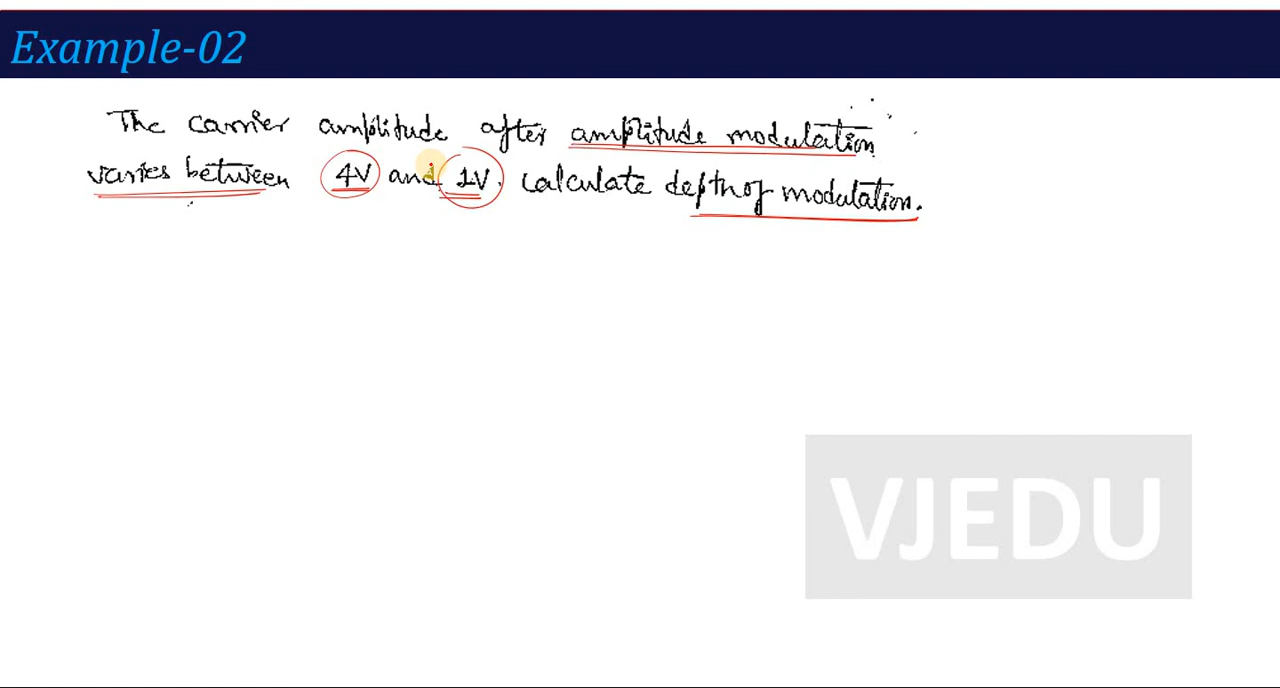 Example-02
The carrier amplitude after amplitude modulation
varies between 4V and 1V. calculate depth of modulation.
VJEDU